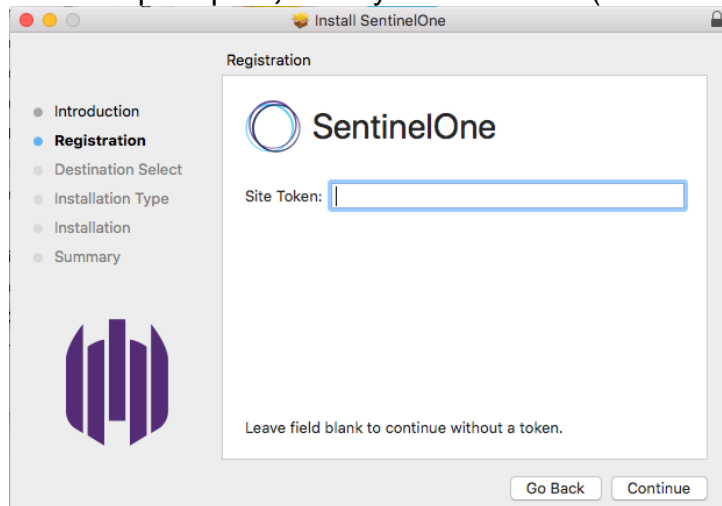 Install SentinelOne
Registration
Introduction
Registration
Destination Select
Installation Type
Installation
Summary
SentinelOne
Site Token:
Leave field blank to continue without a token.
Go Back
Continue